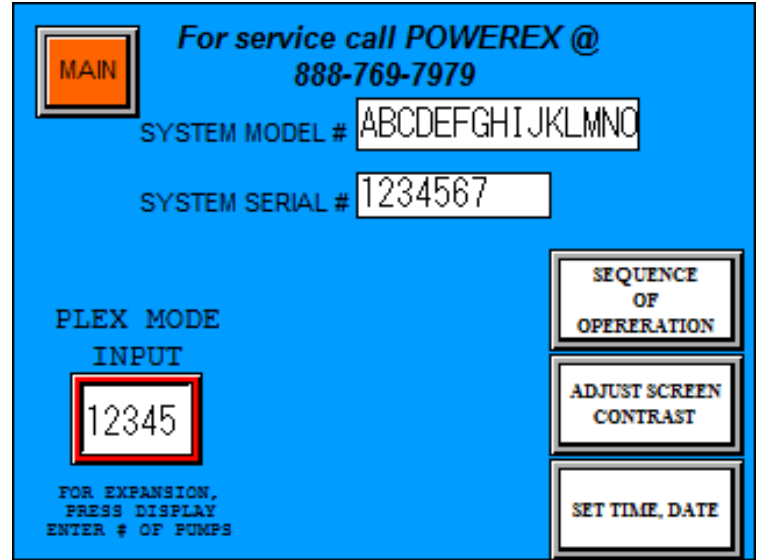 For service call POWEREX @
888-769-7979
MAIN
SYSTEM MODEL # ABCDEFGHIJKLMNO
SYSTEM SERIAL # 1234567
PLEX MODE
INPUT
12345
FOR EXPANSION,
PRESS DISPLAY
ENTER # OF PUMPS
SEQUENCE
OF
OPERERATION
ADJUST SCREEN
CONTRAST
SET TIME, DATE